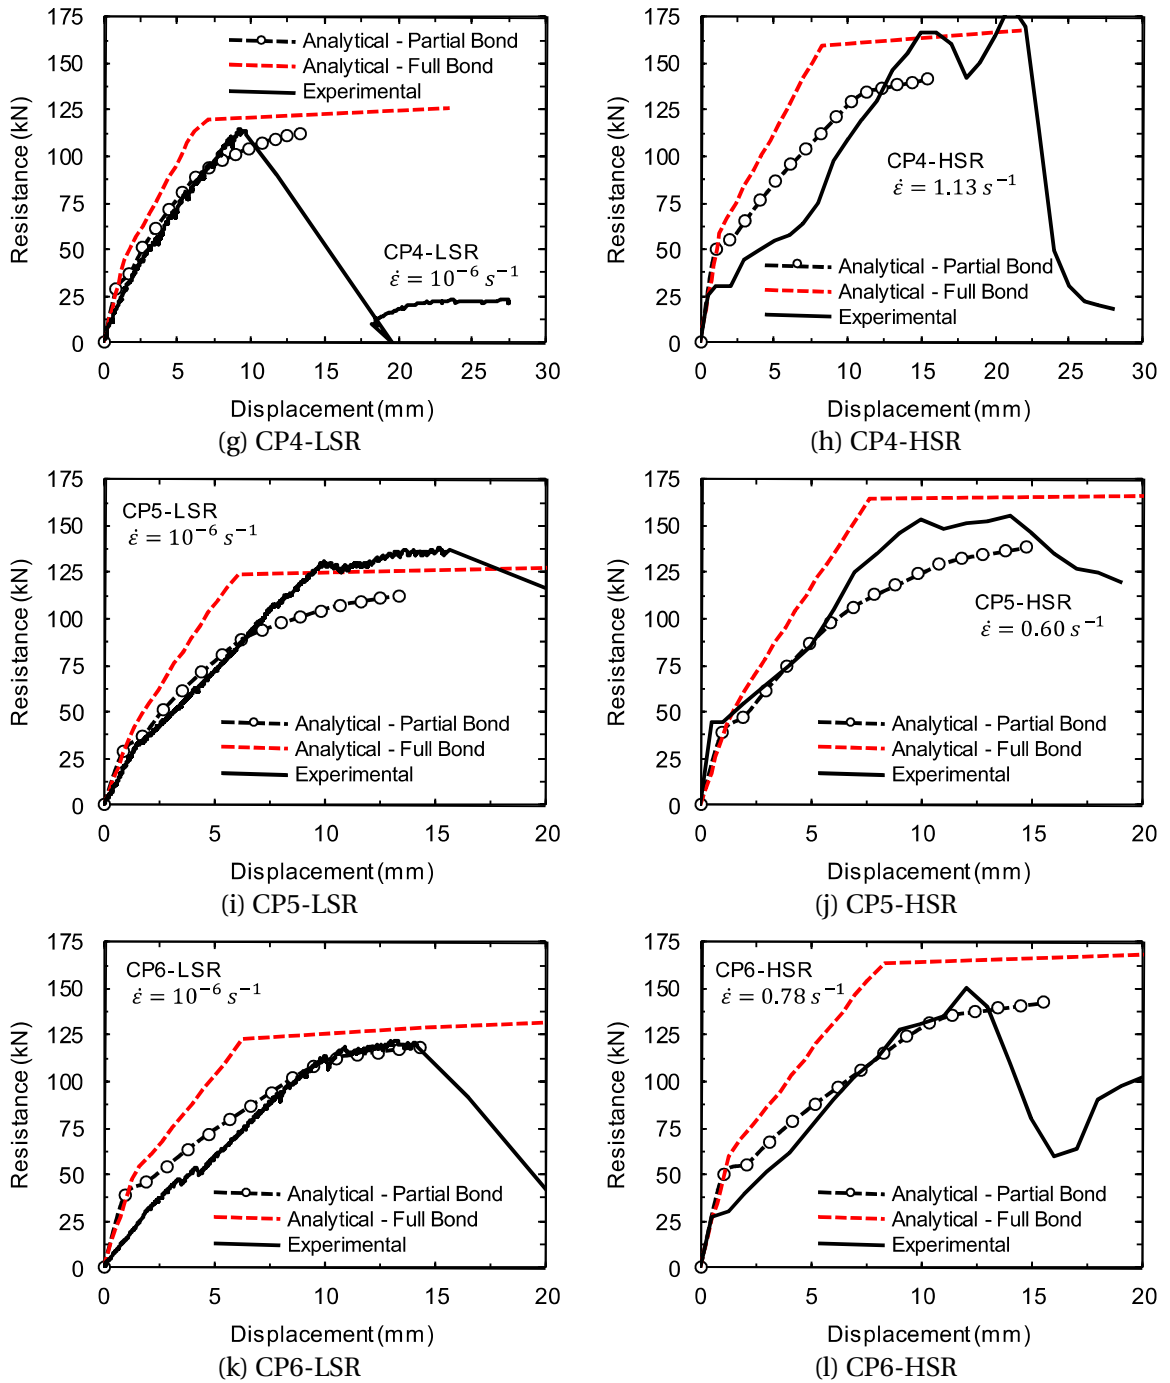 175
150
125
100
75
50
25
0
Resistance (kN)
Analytical - Partial Bond
Analytical - Full Bond
Experimental
CP4-LSR
ε̇ = 10⁻⁶ s⁻¹
0 5 10 15 20 25 30
Displacement (mm)
(g) CP4-LSR
175
150
125
100
75
50
25
0
Resistance (kN)
CP4-HSR
ε̇ = 1.13 s⁻¹
Analytical - Partial Bond
Analytical - Full Bond
Experimental
0 5 10 15 20 25 30
Displacement (mm)
(h) CP4-HSR
175
150
125
100
75
50
25
0
Resistance (kN)
CP5-LSR
ε̇ = 10⁻⁶ s⁻¹
Analytical - Partial Bond
Analytical - Full Bond
Experimental
0 5 10 15 20
Displacement (mm)
(i) CP5-LSR
175
150
125
100
75
50
25
0
Resistance (kN)
CP5-HSR
ε̇ = 0.60 s⁻¹
Analytical - Partial Bond
Analytical - Full Bond
Experimental
0 5 10 15 20
Displacement (mm)
(j) CP5-HSR
175
150
125
100
75
50
25
0
Resistance (kN)
CP6-LSR
ε̇ = 10⁻⁶ s⁻¹
Analytical - Partial Bond
Analytical - Full Bond
Experimental
0 5 10 15 20
Displacement (mm)
(k) CP6-LSR
175
150
125
100
75
50
25
0
Resistance (kN)
CP6-HSR
ε̇ = 0.78 s⁻¹
Analytical - Partial Bond
Analytical - Full Bond
Experimental
0 5 10 15 20
Displacement (mm)
(l) CP6-HSR